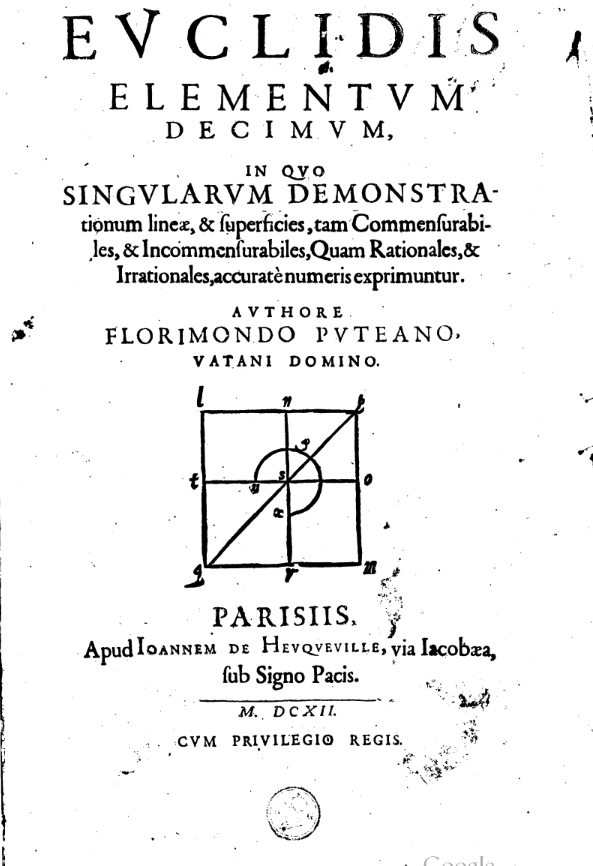 EVCLIDIS
ELEMENTVM
DECIMVM,
IN QVO
SINGVLARVM DEMONSTRA-
tionum lineæ, & ſuperficies, tam Commenſurabi-
les, & Incommenſurabiles, Quam Rationales, &
Irrationales, accuratè numeris exprimuntur.
AVTHORE
FLORIMONDO PVTEANO,
VATANI DOMINO.
l n p
t u s o
q r m
PARISIIS,
Apud IOANNEM DE HEVQVEVILLE, via Iacobæa,
ſub Signo Pacis.
M. DCXII.
CVM PRIVILEGIO REGIS.
Google